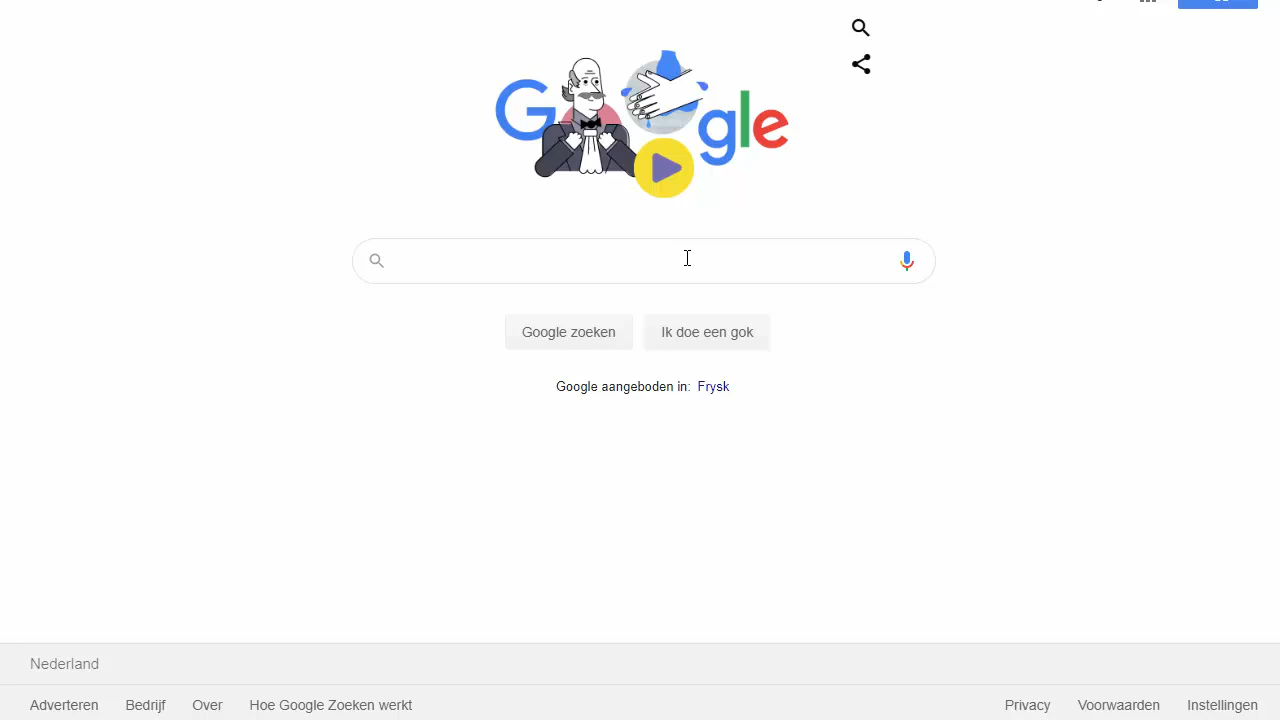 Google
Google zoeken Ik doe een gok
Google aangeboden in: Frysk
Nederland
Adverteren Bedrijf Over Hoe Google Zoeken werkt Privacy Voorwaarden Instellingen